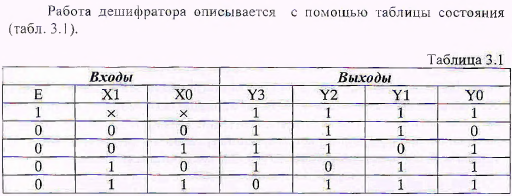 Работа дешифратора описывается с помощью таблицы состояния
(табл. 3.1).
Таблица 3.1
Входы Выходы
E X1 X0 Y3 Y2 Y1 Y0
1 × × 1 1 1 1
0 0 0 1 1 1 0
0 0 1 1 1 0 1
0 1 0 1 0 1 1
0 1 1 0 1 1 1